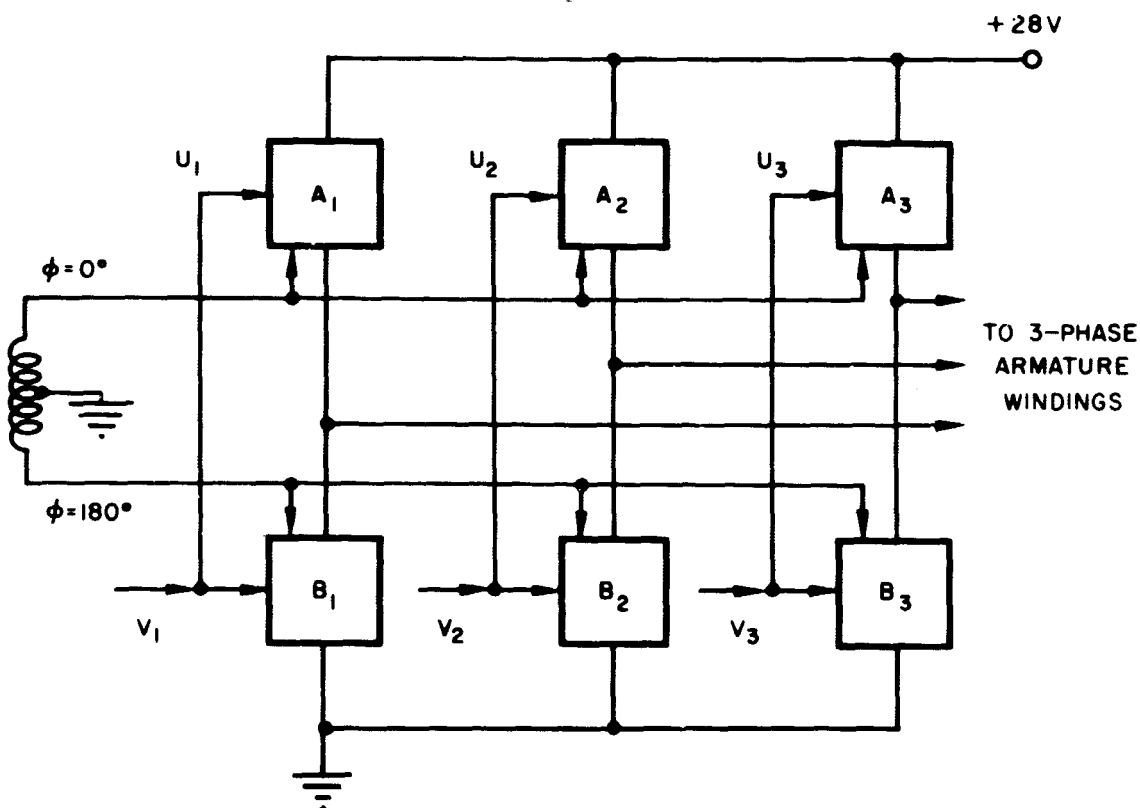 +28V
U1
U2
U3
A1
A2
A3
ϕ=0°
TO 3-PHASE
ARMATURE
WINDINGS
ϕ=180°
B1
B2
B3
V1
V2
V3